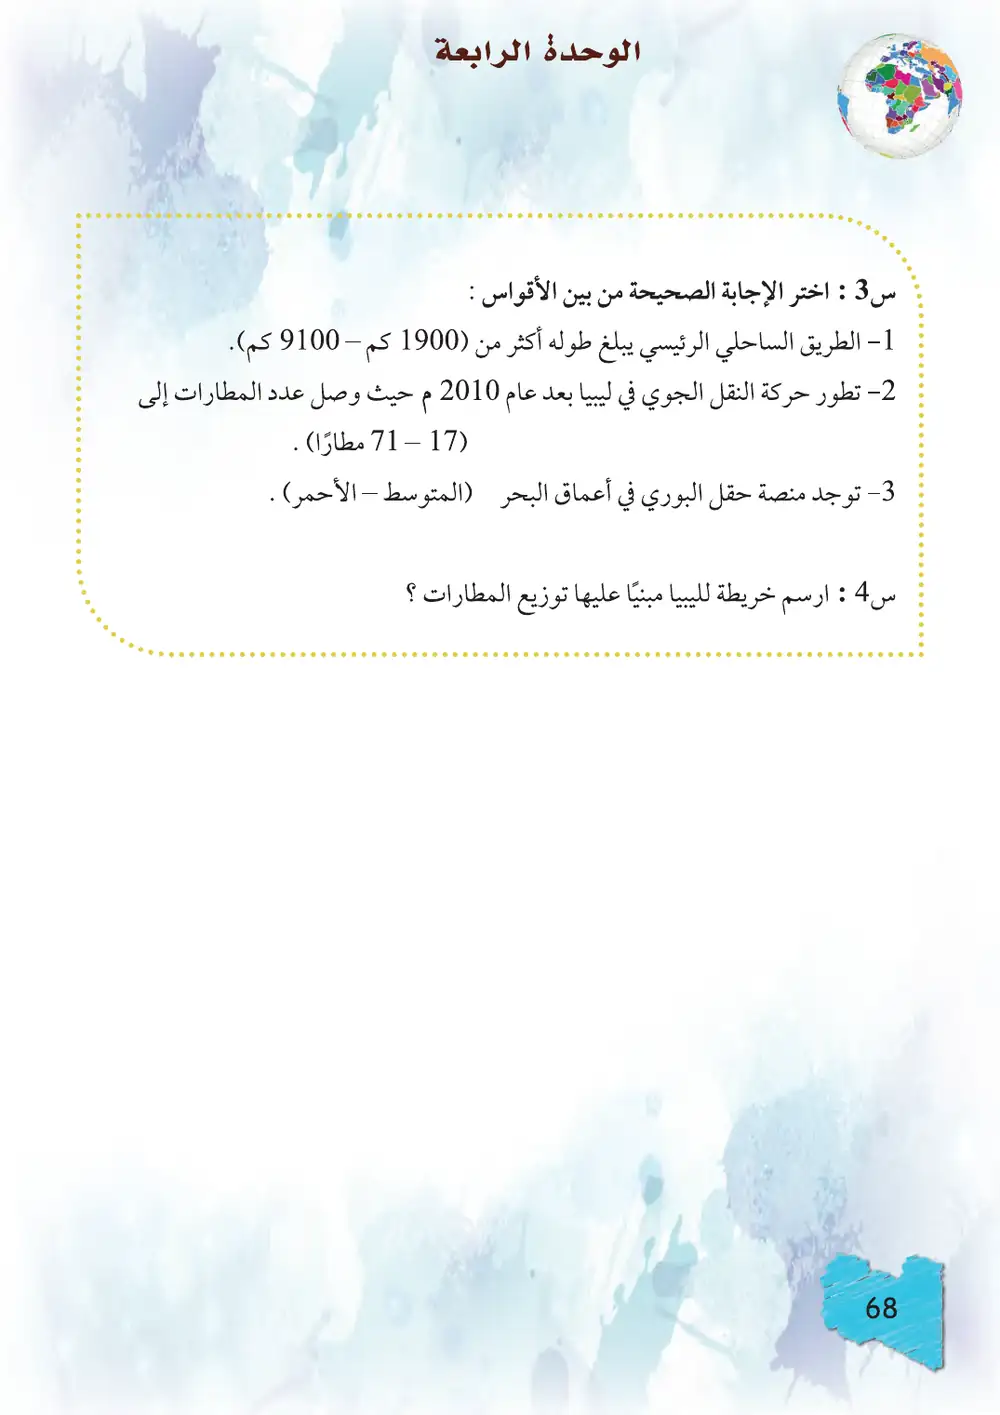 الوحدة الرابعة
س3 : اختر الإجابة الصحيحة من بين الأقواس :
1- الطريق الساحلي الرئيسي يبلغ طوله أكثر من (1900 كم – 9100 كم).
2- تطور حركة النقل الجوي في ليبيا بعد عام 2010 م حيث وصل عدد المطارات إلى
(17 – 71 مطارًا) .
3- توجد منصة حقل البوري في أعماق البحر (المتوسط – الأحمر) .
س4 : ارسم خريطة لليبيا مبنيًا عليها توزيع المطارات ؟
68